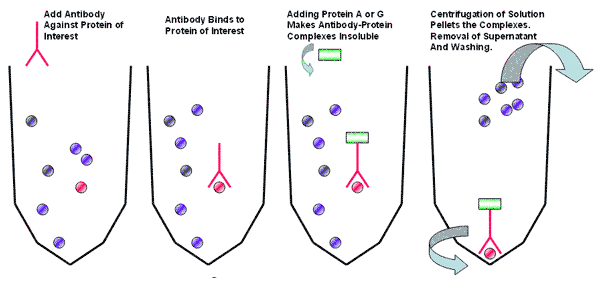 Add Antibody
Against Protein of
Interest
Antibody Binds to
Protein of Interest
Adding Protein A or G
Makes Antibody-Protein
Complexes Insoluble
Centrifugation of Solution
Pellets the Complexes.
Removal of Supernatant
And Washing.